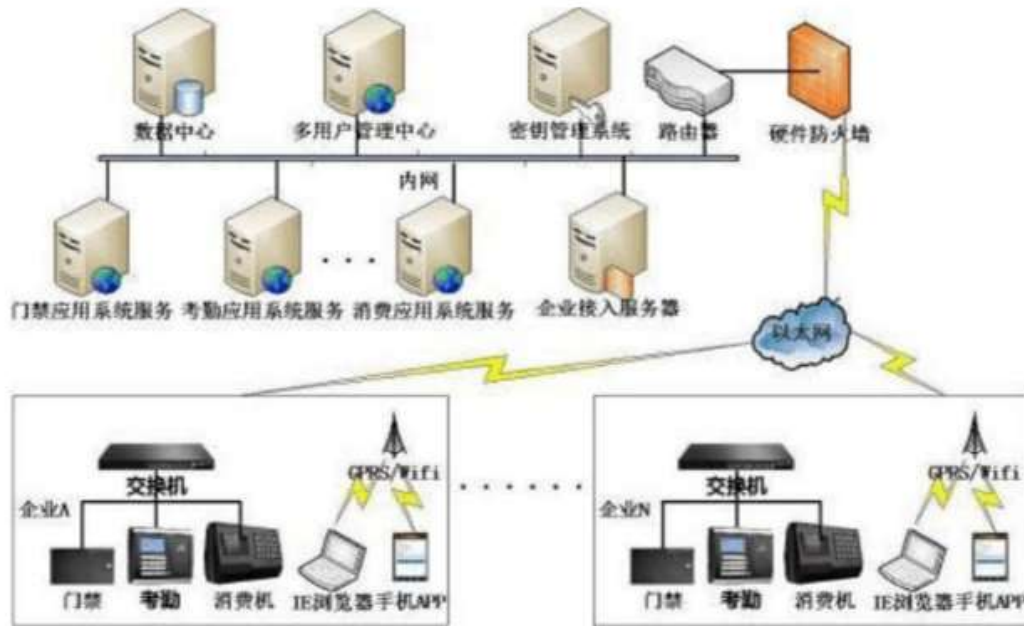 数据中心
多用户管理中心
密钥管理系统
路由器
硬件防火墙
内网
门禁应用系统服务
考勤应用系统服务
消费应用系统服务
企业接入服务器
以太网
GPRS/Wifi
交换机
企业A
门禁
考勤
消费机
IE浏览器
手机APP
GPRS/Wifi
交换机
企业N
门禁
考勤
消费机
IE浏览器
手机APP